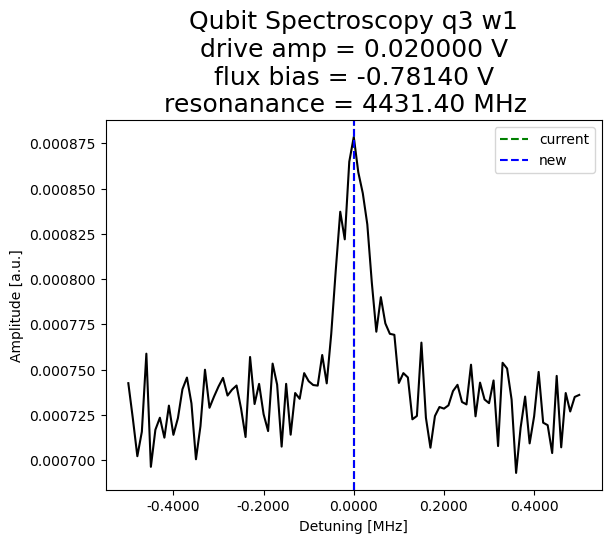 Qubit Spectroscopy q3 w1
drive amp = 0.020000 V
flux bias = -0.78140 V
resonanance = 4431.40 MHz
current
new
0.000875
0.000850
0.000825
0.000800
0.000775
0.000750
0.000725
0.000700
Amplitude [a.u.]
-0.4000
-0.2000
0.0000
0.2000
0.4000
Detuning [MHz]